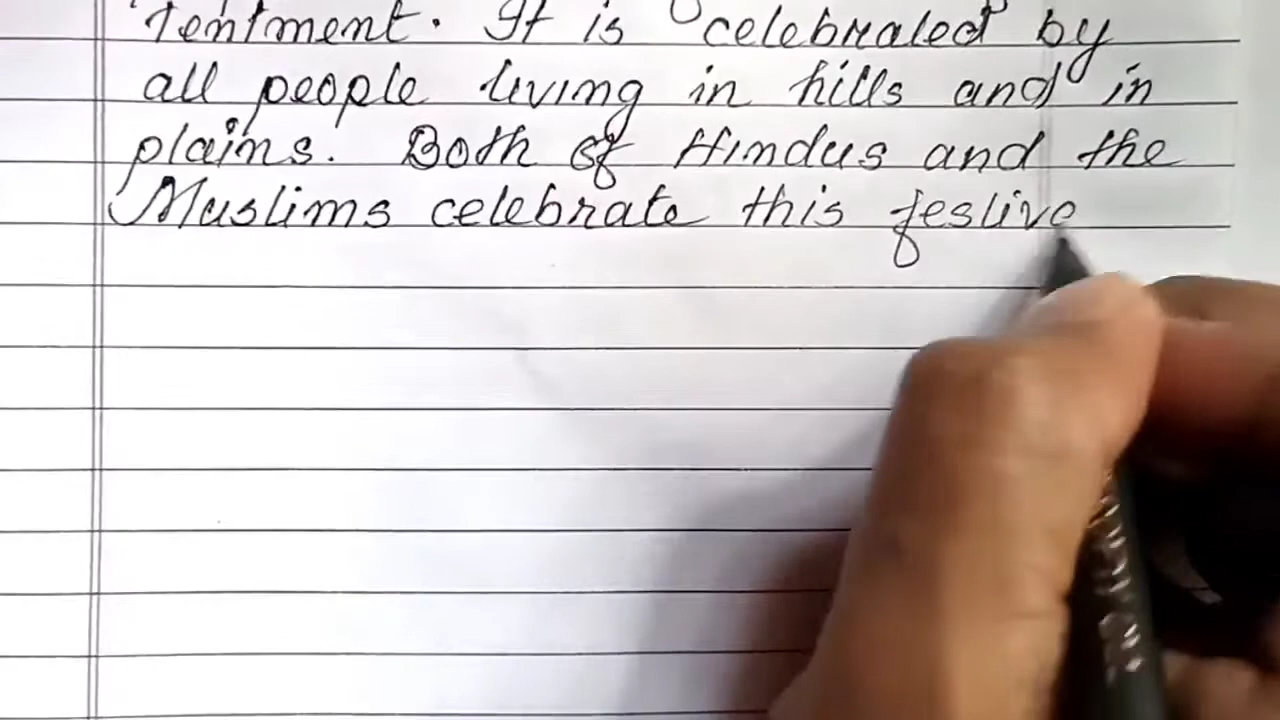 Tentment. It is celebrated by
all people living in hills and in
plains. Both of Hindus and the
Muslims celebrate this festive